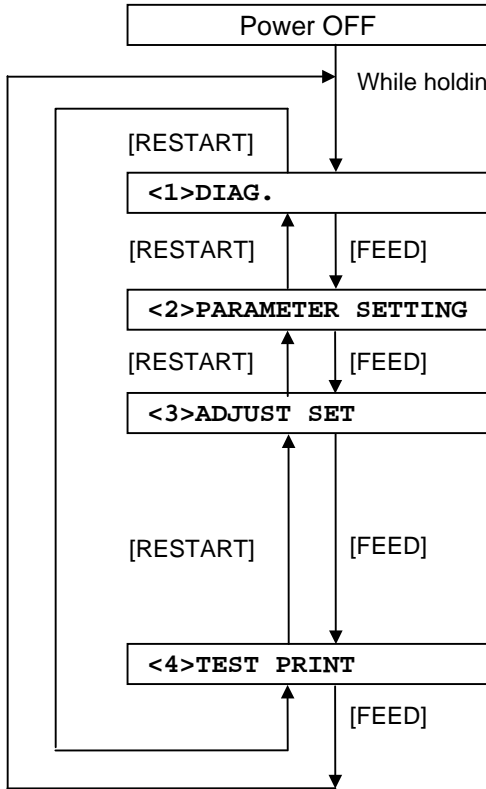 Power OFF
While holdin
[RESTART]
<1>DIAG.
[RESTART] [FEED]
<2>PARAMETER SETTING
[RESTART] [FEED]
<3>ADJUST SET
[RESTART] [FEED]
<4>TEST PRINT
[FEED]